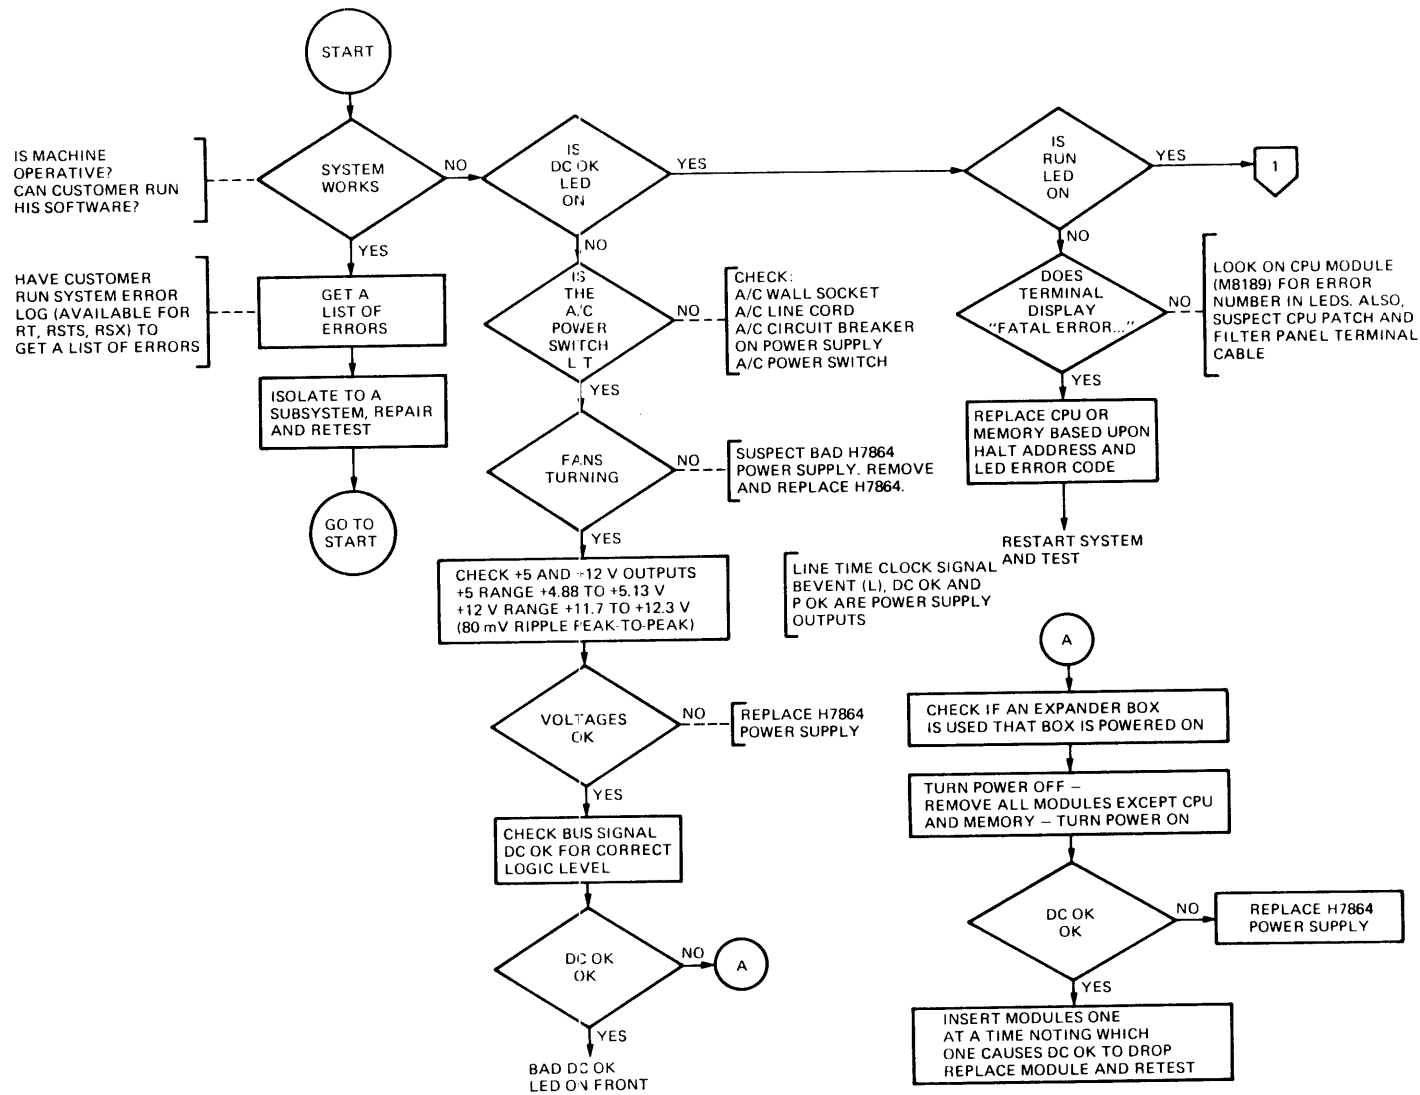 START
IS MACHINE
OPERATIVE?
CAN CUSTOMER RUN
HIS SOFTWARE?
SYSTEM
WORKS
NO
YES
HAVE CUSTOMER
RUN SYSTEM ERROR
LOG (AVAILABLE FOR
RT, RSTS, RSX) TO
GET A LIST OF ERRORS
GET A
LIST OF
ERRORS
ISOLATE TO A
SUBSYSTEM, REPAIR
AND RETEST
GO TO
START
IS
DC OK
LED
ON
YES
NO
IS
THE
A/C
POWER
SWITCH
LIT
NO
CHECK:
A/C WALL SOCKET
A/C LINE CORD
A/C CIRCUIT BREAKER
ON POWER SUPPLY
A/C POWER SWITCH
YES
FANS
TURNING
NO
SUSPECT BAD H7864
POWER SUPPLY. REMOVE
AND REPLACE H7864.
YES
CHECK +5 AND +12 V OUTPUTS
+5 RANGE +4.88 TO +5.13 V
+12 V RANGE +11.7 TO +12.3 V
(80 mV RIPPLE PEAK-TO-PEAK)
LINE TIME CLOCK SIGNAL
BEVENT (L), DC OK AND
P OK ARE POWER SUPPLY
OUTPUTS
VOLTAGES
OK
NO
REPLACE H7864
POWER SUPPLY
YES
CHECK BUS SIGNAL
DC OK FOR CORRECT
LOGIC LEVEL
DC OK
OK
NO
A
YES
BAD DC OK
LED ON FRONT
IS
RUN
LED
ON
YES
1
NO
DOES
TERMINAL
DISPLAY
"FATAL ERROR..."
NO
LOOK ON CPU MODULE
(M8189) FOR ERROR
NUMBER IN LEDS. ALSO,
SUSPECT CPU PATCH AND
FILTER PANEL TERMINAL
CABLE
YES
REPLACE CPU OR
MEMORY BASED UPON
HALT ADDRESS AND
LED ERROR CODE
RESTART SYSTEM
AND TEST
A
CHECK IF AN EXPANDER BOX
IS USED THAT BOX IS POWERED ON
TURN POWER OFF —
REMOVE ALL MODULES EXCEPT CPU
AND MEMORY — TURN POWER ON
DC OK
OK
NO
REPLACE H7864
POWER SUPPLY
YES
INSERT MODULES ONE
AT A TIME NOTING WHICH
ONE CAUSES DC OK TO DROP
REPLACE MODULE AND RETEST